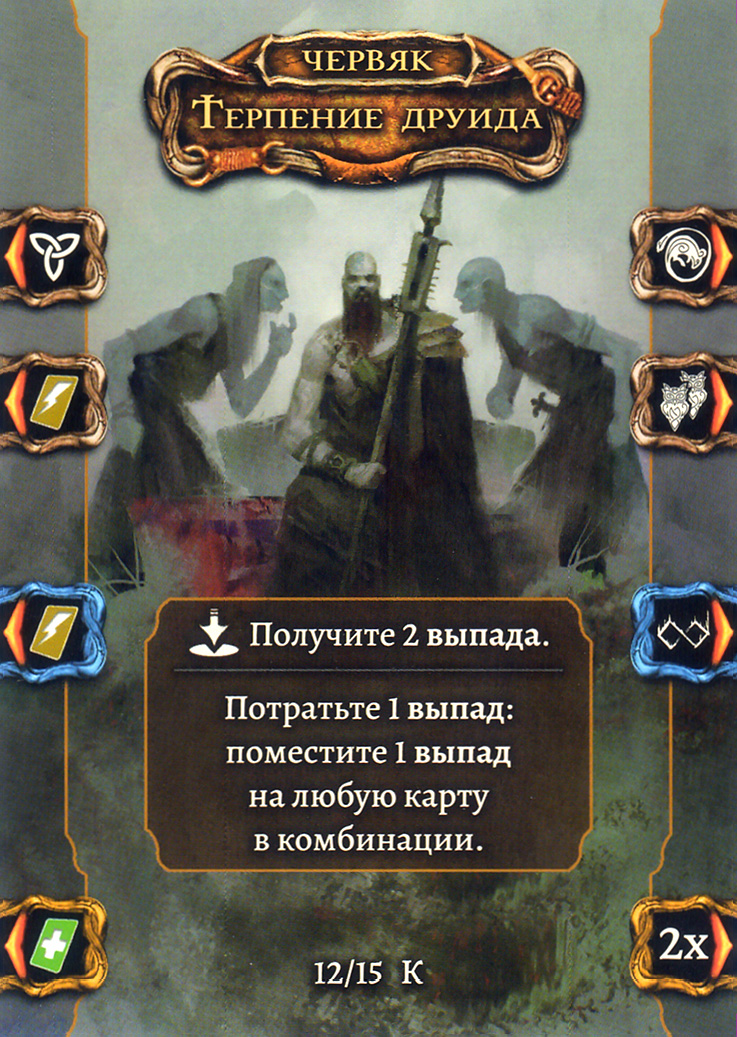 ЧЕРВЯК
Терпение друида
Получите 2 выпада.
Потратьте 1 выпад:
поместите 1 выпад
на любую карту
в комбинации.
2x
12/15 К